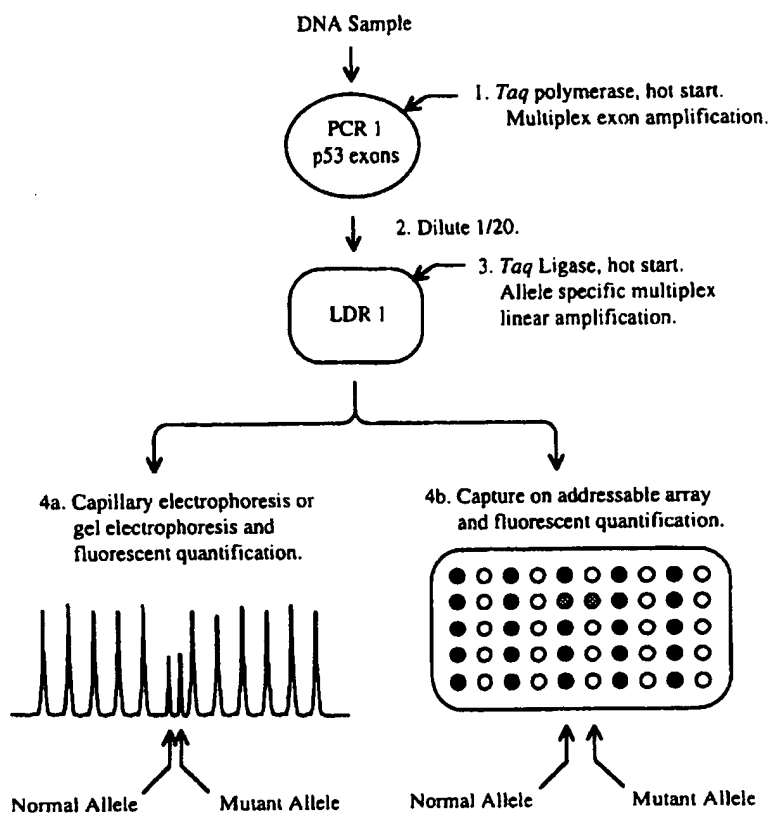 DNA Sample
1. Taq polymerase, hot start.
Multiplex exon amplification.
PCR 1
p53 exons
2. Dilute 1/20.
3. Taq Ligase, hot start.
Allele specific multiplex
linear amplification.
LDR 1
4a. Capillary electrophoresis or
gel electrophoresis and
fluorescent quantification.
4b. Capture on addressable array
and fluorescent quantification.
Normal Allele
Mutant Allele
Normal Allele
Mutant Allele